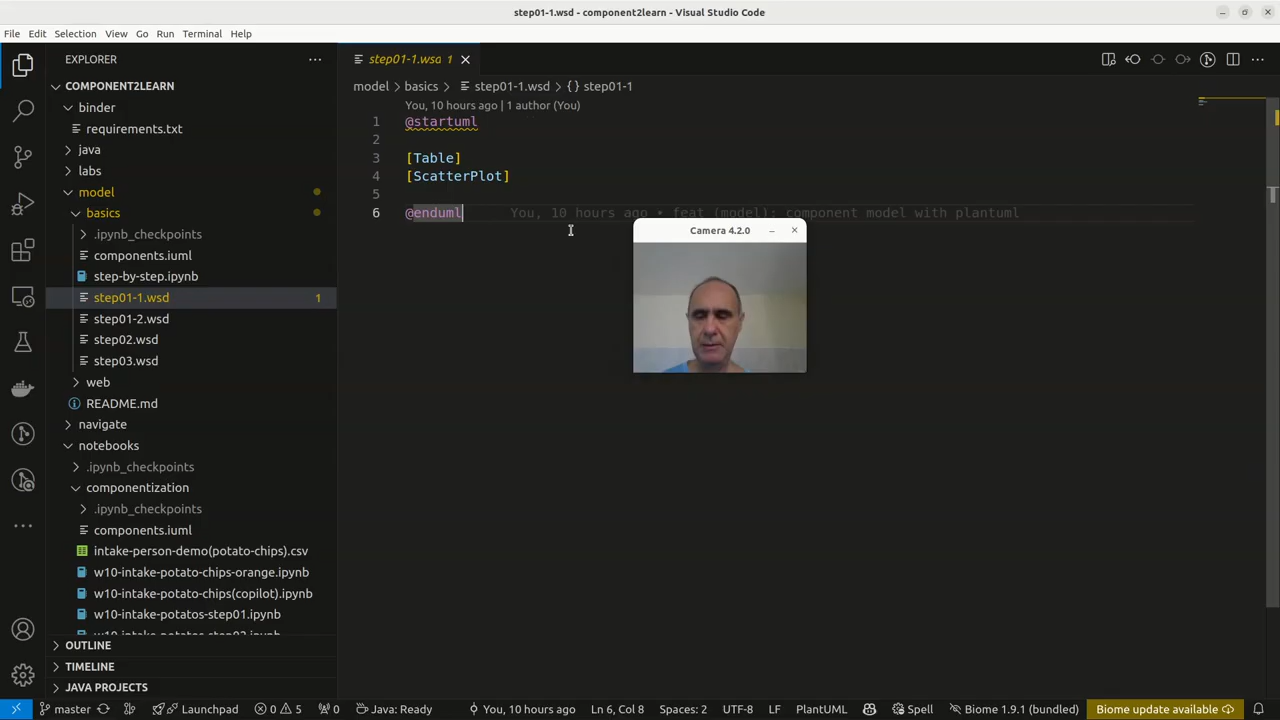 step01-1.wsd - component2learn - Visual Studio Code
File Edit Selection View Go Run Terminal Help
EXPLORER
COMPONENT2LEARN
binder
requirements.txt
java
labs
model
basics
.ipynb_checkpoints
components.iuml
step-by-step.ipynb
step01-1.wsd 1
step01-2.wsd
step02.wsd
step03.wsd
web
README.md
navigate
notebooks
.ipynb_checkpoints
componentization
.ipynb_checkpoints
components.iuml
intake-person-demo(potato-chips).csv
w10-intake-potato-chips-orange.ipynb
w10-intake-potato-chips(copilot).ipynb
w10-intake-potatos-step01.ipynb
OUTLINE
TIMELINE
JAVA PROJECTS
step01-1.wsd 1
model > basics > step01-1.wsd > {} step01-1
You, 10 hours ago | 1 author (You)
1 @startuml
2
3 [Table]
4 [ScatterPlot]
5
6 @enduml You, 10 hours ago • feat (model): component model with plantuml
Camera 4.2.0
master Launchpad 0 5 0 Java: Ready You, 10 hours ago Ln 6, Col 8 Spaces: 2 UTF-8 LF PlantUML Spell Biome 1.9.1 (bundled) Biome update available